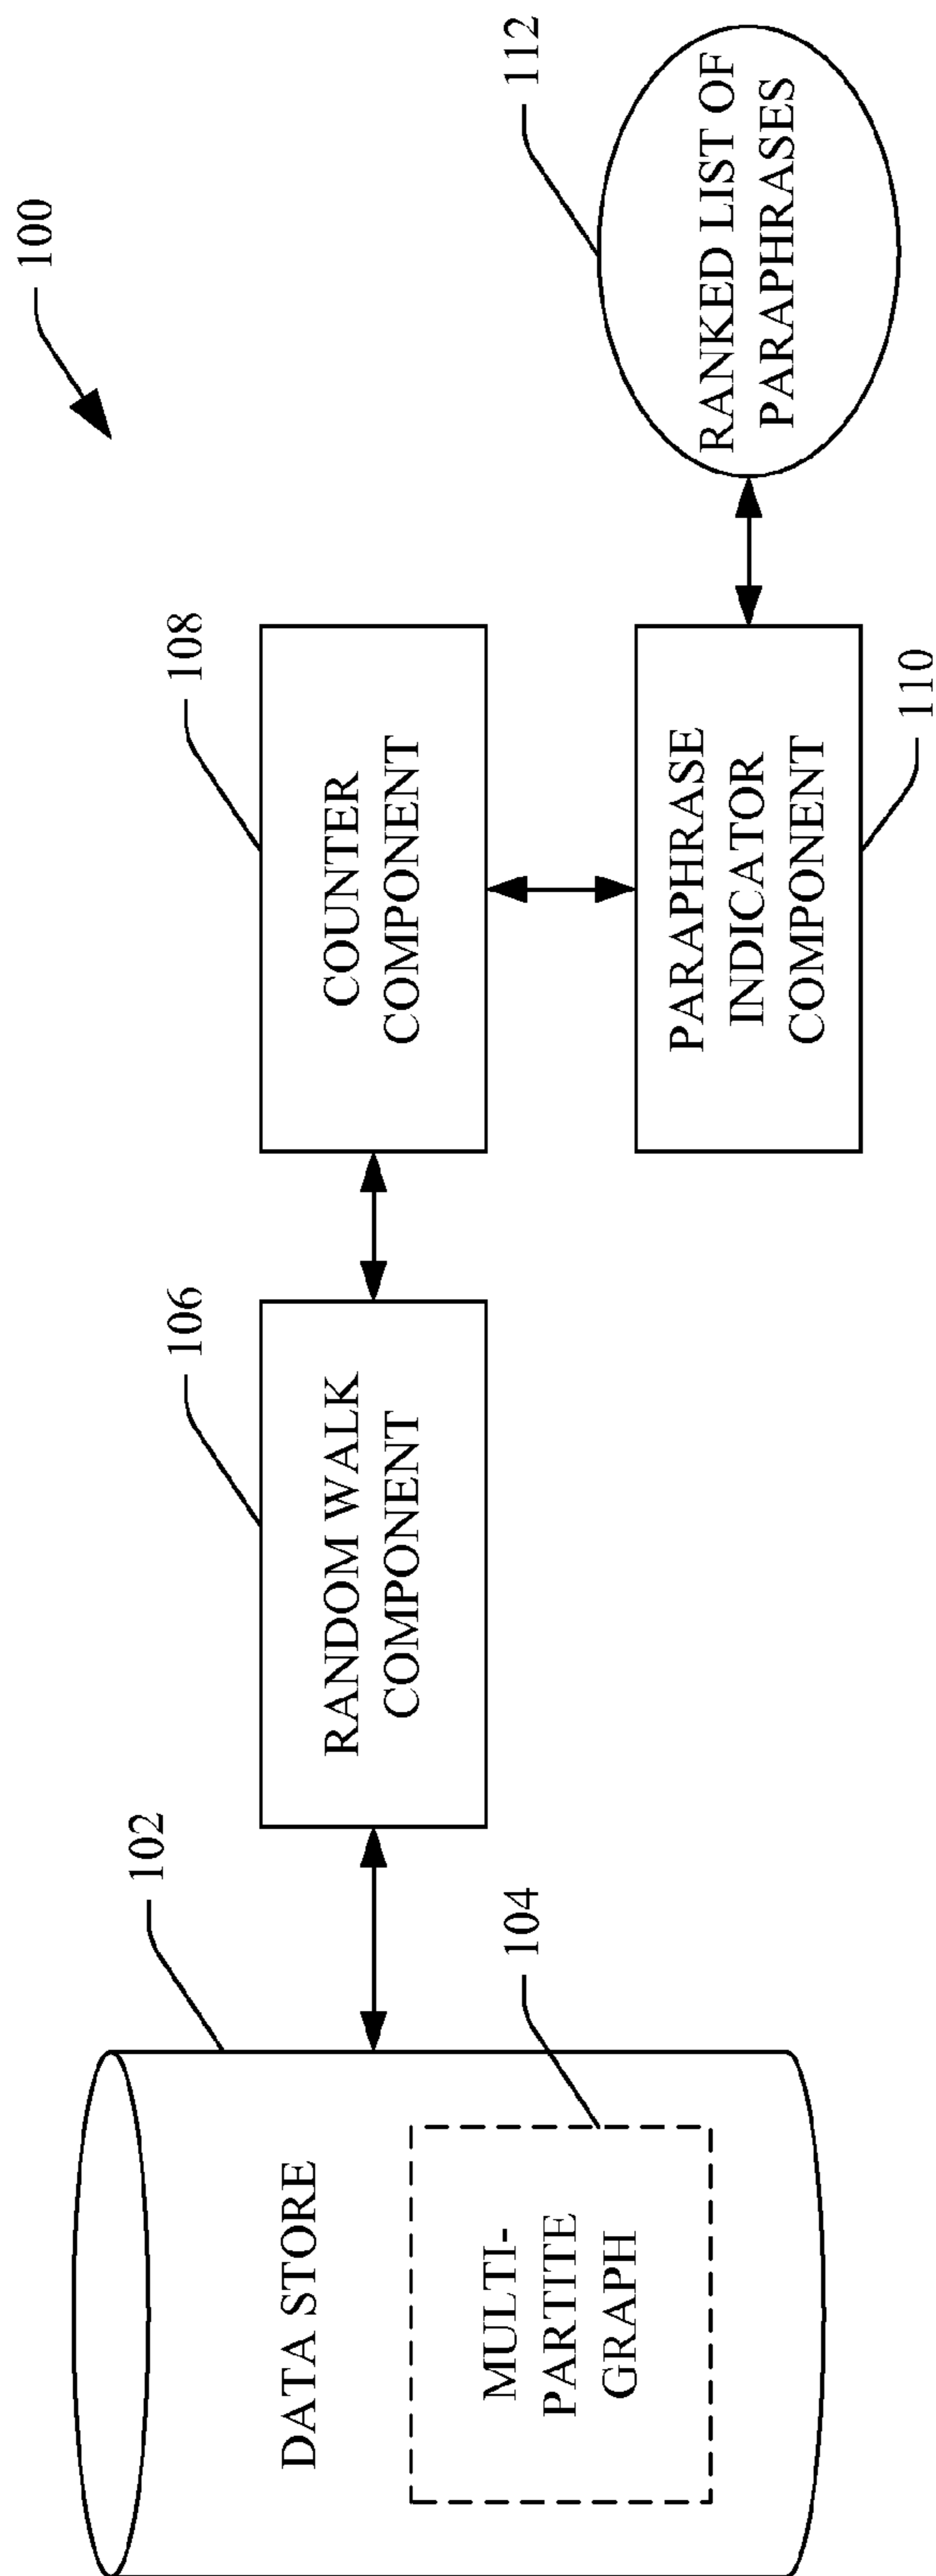 100
102
DATA STORE
104
MULTI-
PARTITE
GRAPH
106
RANDOM WALK
COMPONENT
108
COUNTER
COMPONENT
PARAPHRASE
INDICATOR
COMPONENT
110
112
RANKED LIST OF
PARAPHRASES